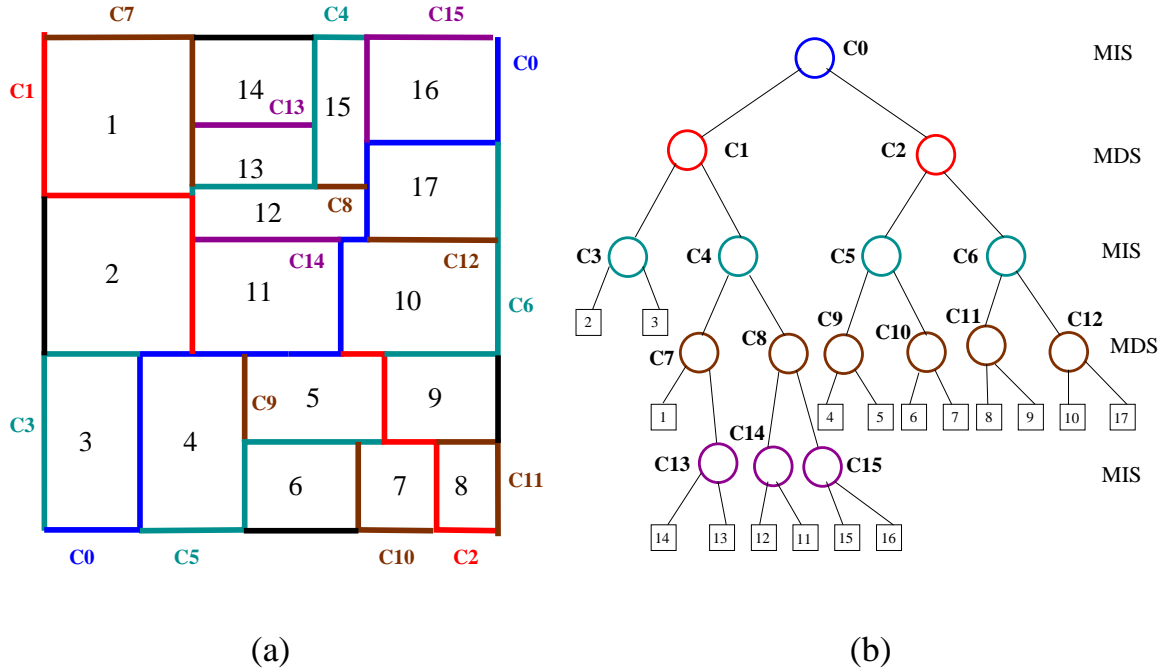 C7 C4 C15
C0
C1
1
14
C13
15
16
13
17
12
C8
2
C14
11
C12
10
C6
C3
3
4
C9
5
9
6
7
8
C11
C0 C5 C10 C2
(a)
C0 MIS
C1 C2 MDS
C3 C4 C5 C6 MIS
2 3
C7 C8 C9 C10 C11 C12 MDS
1 4 5 6 7 8 9 10 17
C13 C14 C15 MIS
14 13 12 11 15 16
(b)